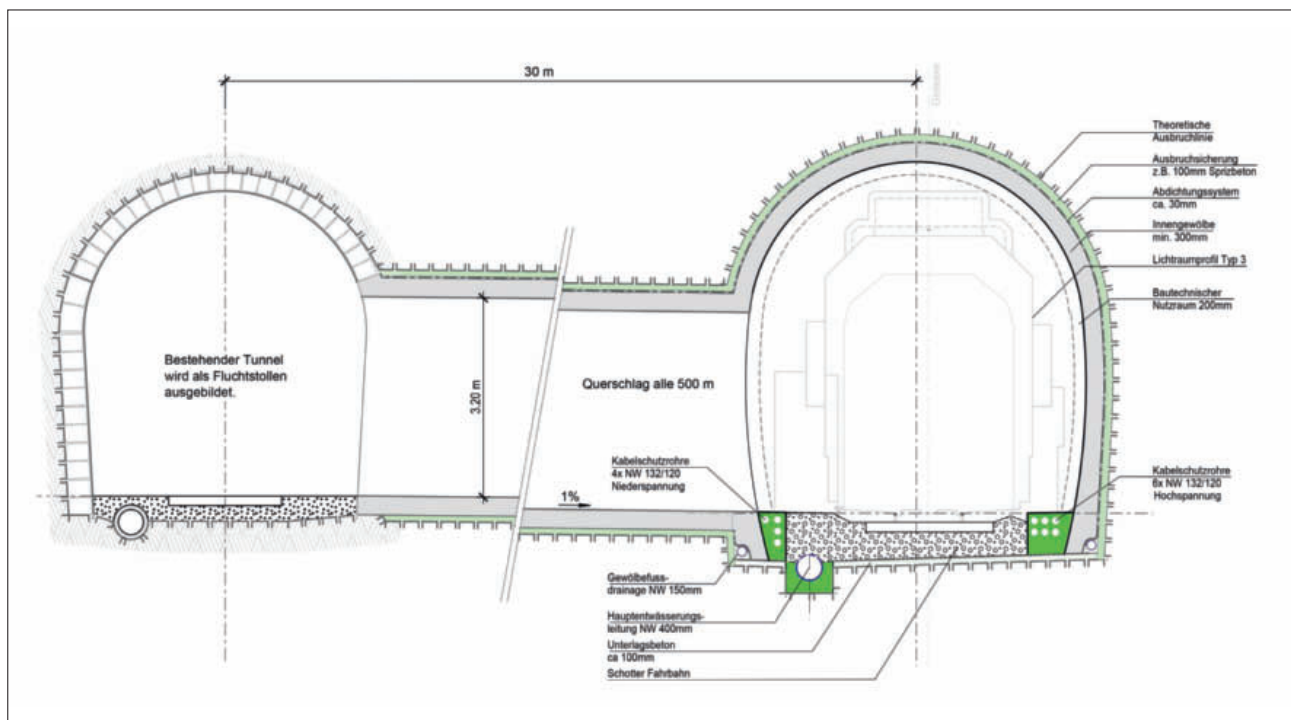 30 m
Theoretische
Ausbruchlinie
Ausbruchsicherung
z.B. 100mm Sprizbeton
Abdichtungssystem
ca. 30mm
Innengewölbe
min. 300mm
Lichtraumprofil Typ 3
Bautechnischer
Nutzraum 200mm
Bestehender Tunnel
wird als Fluchtstollen
ausgebildet.
3.20 m
Querschlag alle 500 m
Kabelschutzrohre
4x NW 132/120
Niederspannung
1%
Kabelschutzrohre
6x NW 132/120
Hochspannung
Gewölbefuss-
drainage NW 150mm
Hauptentwässerungs-
leitung NW 400mm
Unterlagsbeton
ca 100mm
Schotter Fahrbahn